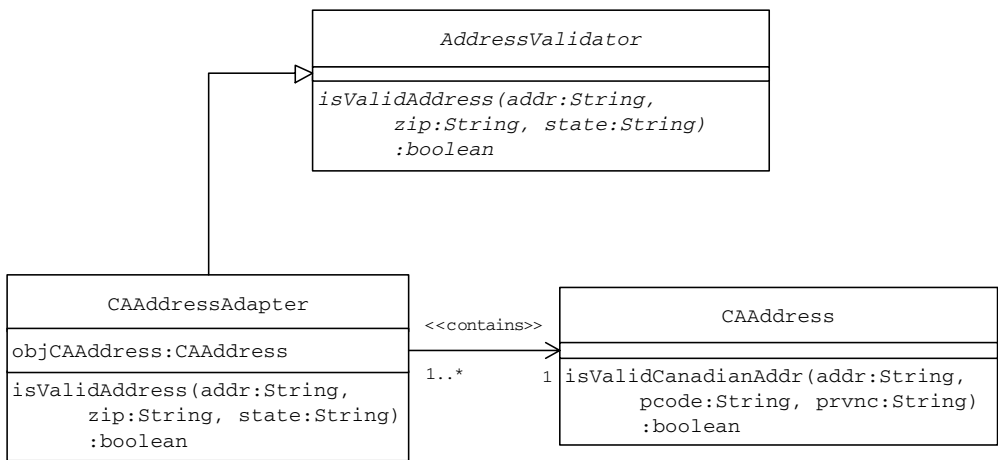 AddressValidator
isValidAddress(addr:String,
zip:String, state:String)
:boolean
CAAddressAdapter
objCAAddress:CAAddress
isValidAddress(addr:String,
zip:String, state:String)
:boolean
<<contains>>
1..*
1
CAAddress
isValidCanadianAddr(addr:String,
pcode:String, prvnc:String)
:boolean